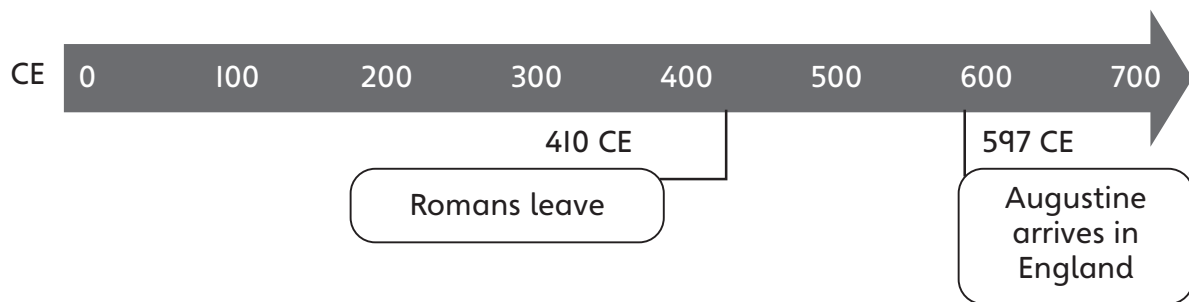 CE 0 100 200 300 400 500 600 700
410 CE
597 CE
Romans leave
Augustine
arrives in
England